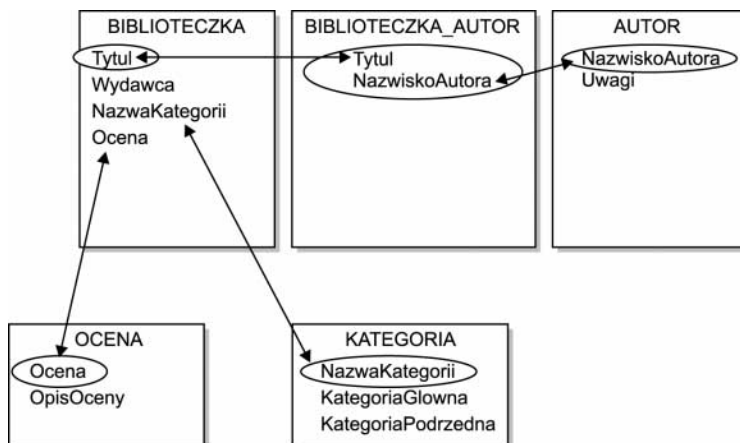 BIBLIOTECZKA
Tytul
Wydawca
NazwaKategorii
Ocena
BIBLIOTECZKA_AUTOR
Tytul
NazwiskoAutora
AUTOR
NazwiskoAutora
Uwagi
OCENA
Ocena
OpisOceny
KATEGORIA
NazwaKategorii
KategoriaGlowna
KategoriaPodrzedna